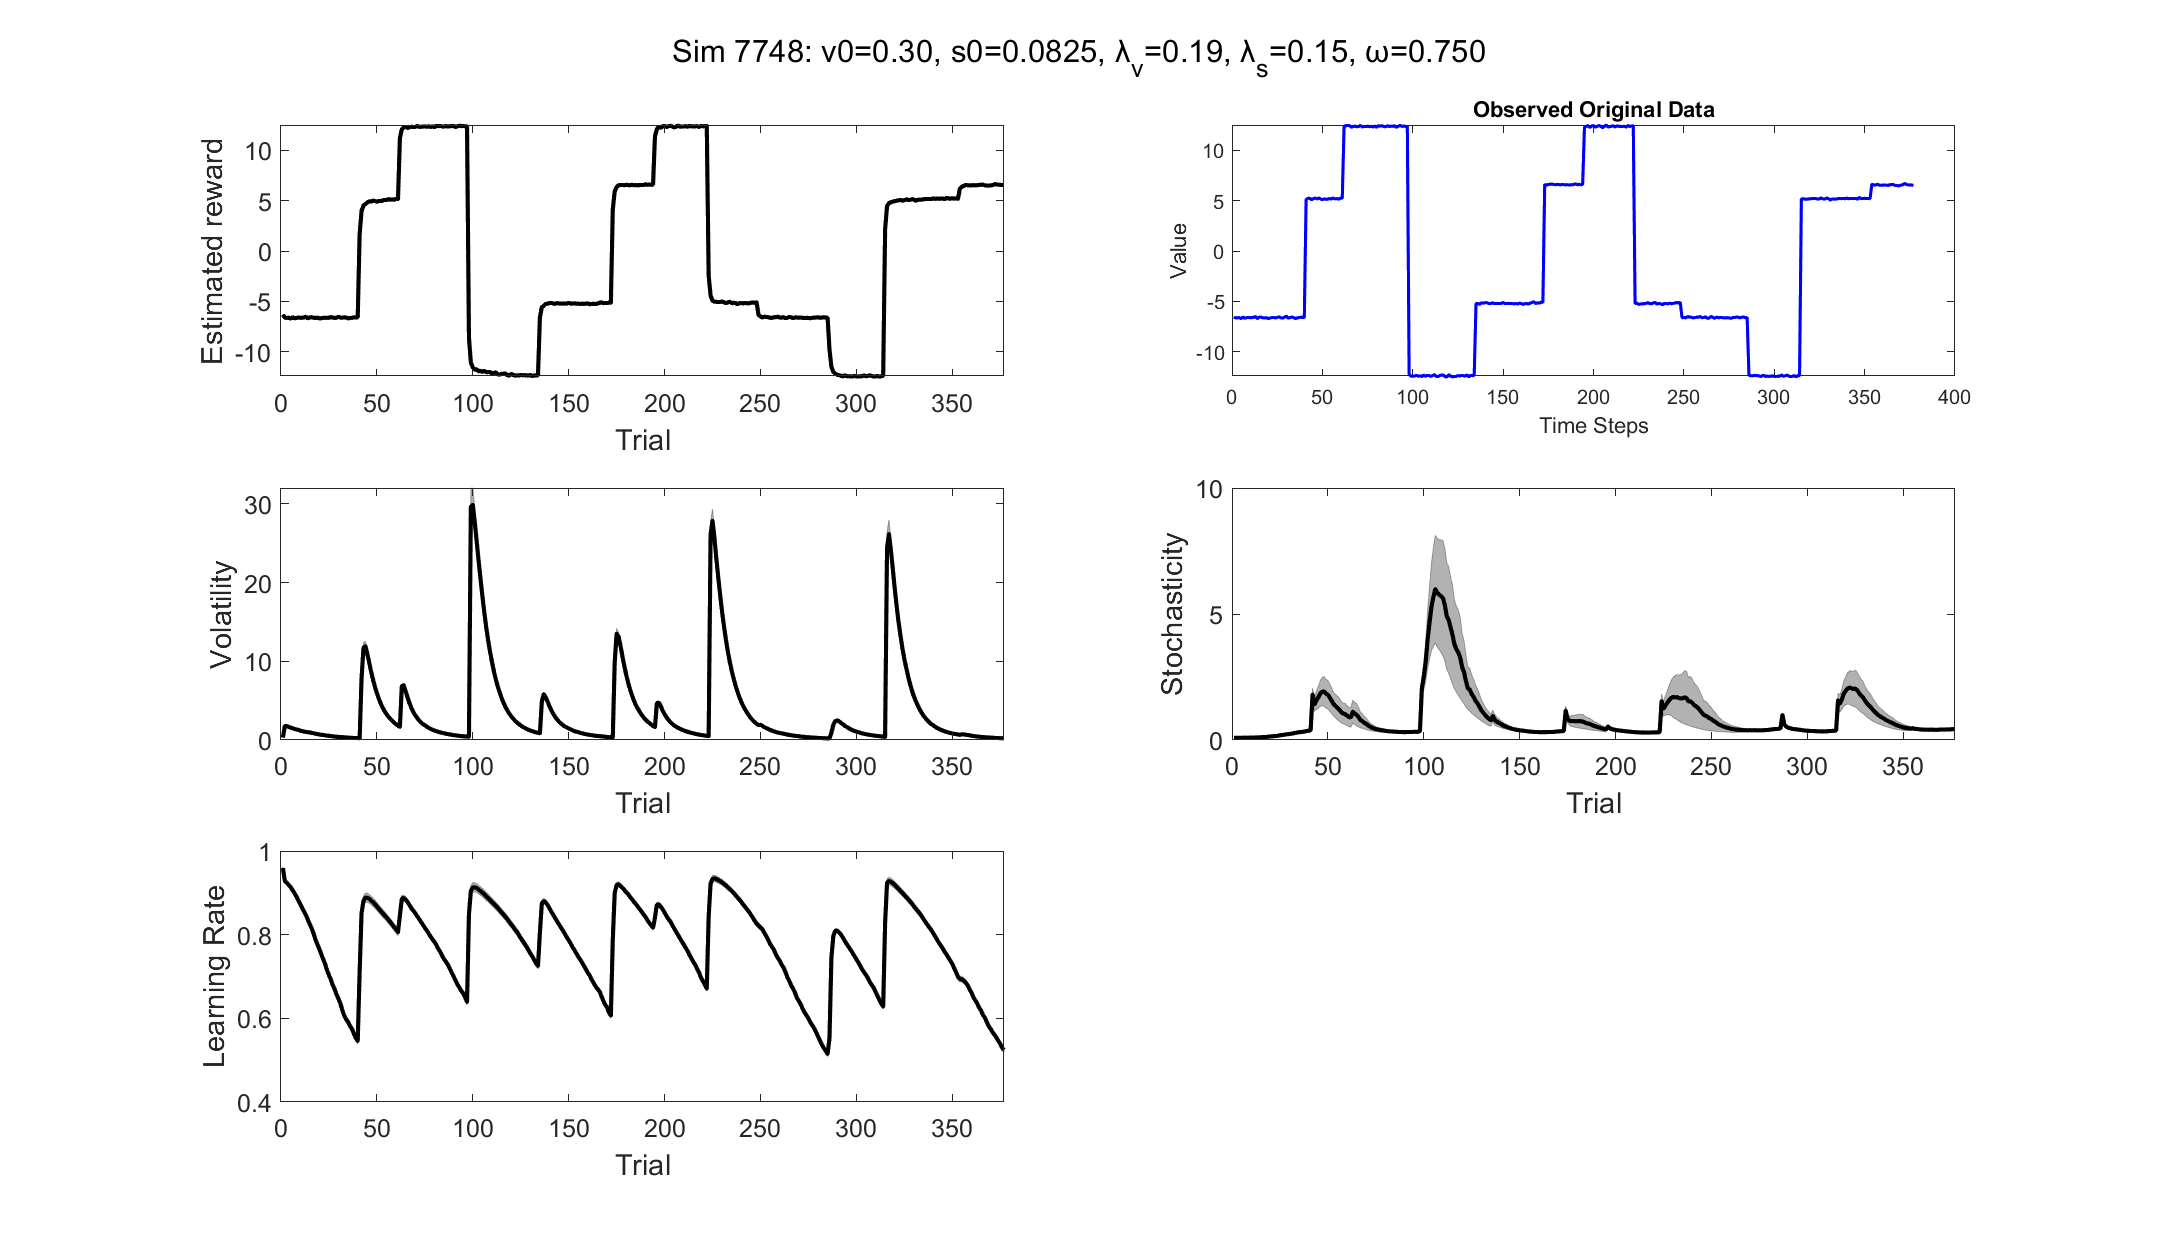 Sim 7748: v0=0.30, s0=0.0825, λ_v=0.19, λ_s=0.15, ω=0.750
Estimated reward
10
5
0
-5
-10
0 50 100 150 200 250 300 350
Trial
Observed Original Data
Value
10
5
0
-5
-10
0 50 100 150 200 250 300 350 400
Time Steps
Volatility
30
20
10
0
0 50 100 150 200 250 300 350
Trial
Stochasticity
10
5
0
0 50 100 150 200 250 300 350
Trial
Learning Rate
1
0.8
0.6
0.4
0 50 100 150 200 250 300 350
Trial